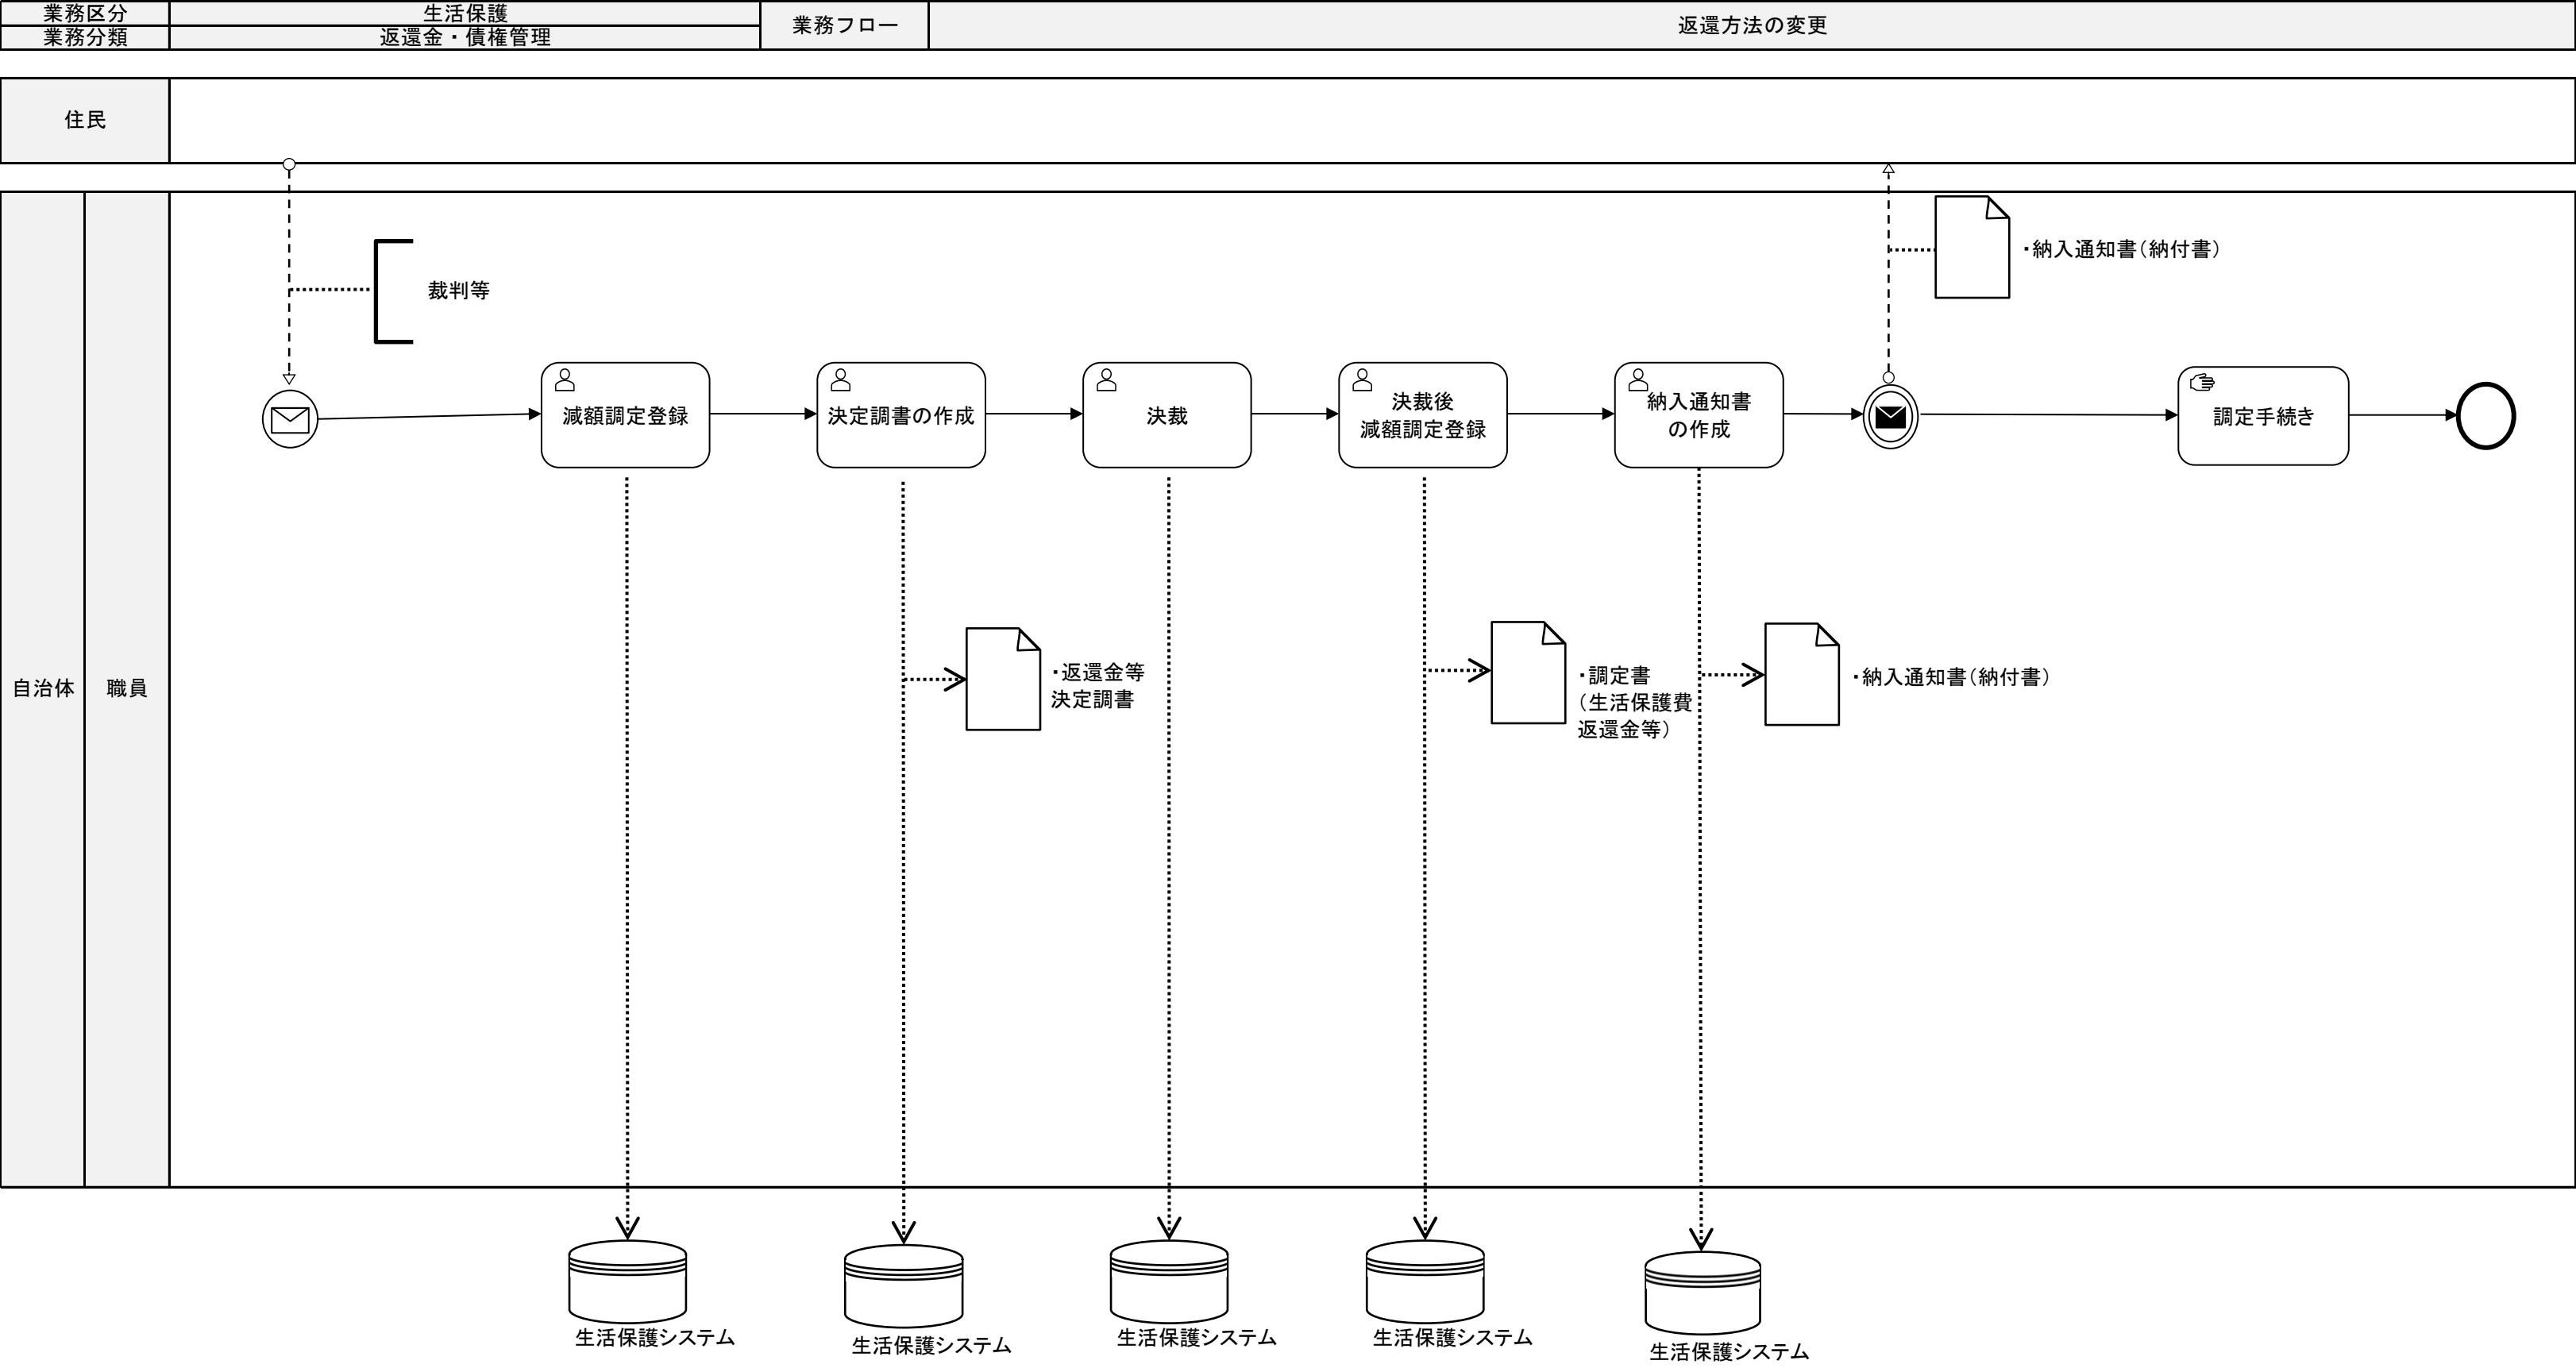 業務区分
生活保護
業務分類
返還金・債権管理
業務フロー
返還方法の変更
住民
自治体
職員
裁判等
・納入通知書（納付書）
減額調定登録
決定調書の作成
決裁
決裁後
減額調定登録
納入通知書
の作成
調定手続き
・返還金等
決定調書
・調定書
（生活保護費
返還金等）
・納入通知書（納付書）
生活保護システム
生活保護システム
生活保護システム
生活保護システム
生活保護システム